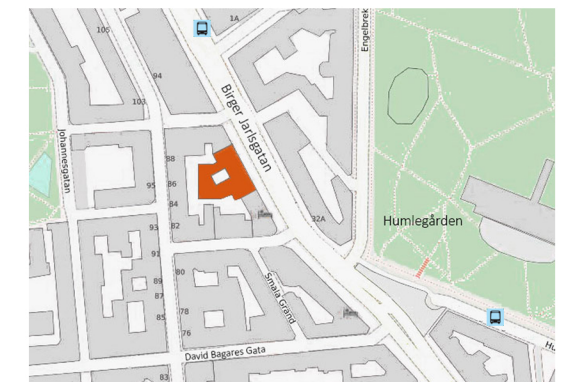 1A
105
Engelbrek
94
Birger Jarlsgatan
103
Johannesgatan
88
86
95
84
82
32A
Humlegården
93
91
80
89
Smala Gränd
87
78
85
76
Hu
David Bagares Gata
83